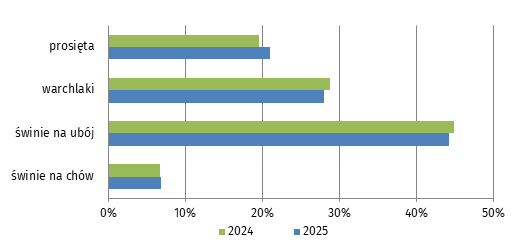 prosięta
warchlaki
świnie na ubój
świnie na chów
0% 10% 20% 30% 40% 50%
2024 2025